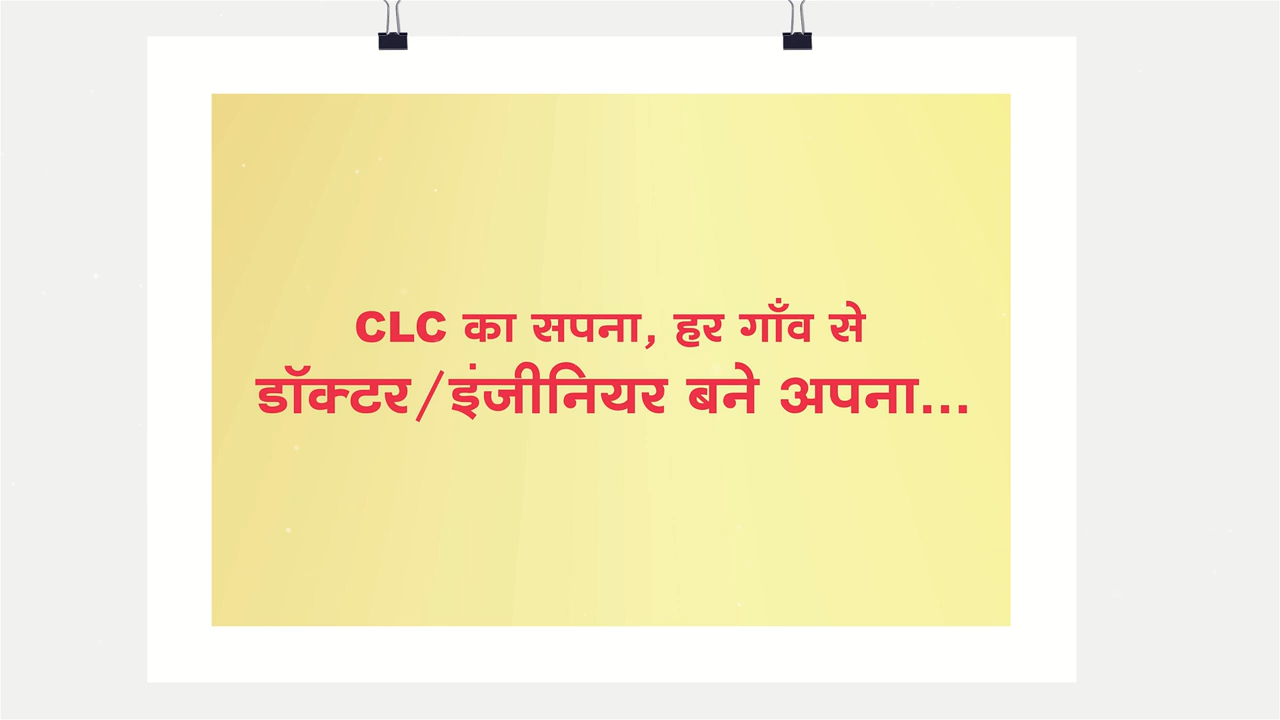 CLC का सपना, हर गाँव से
डॉक्टर/इंजीनियर बने अपना...